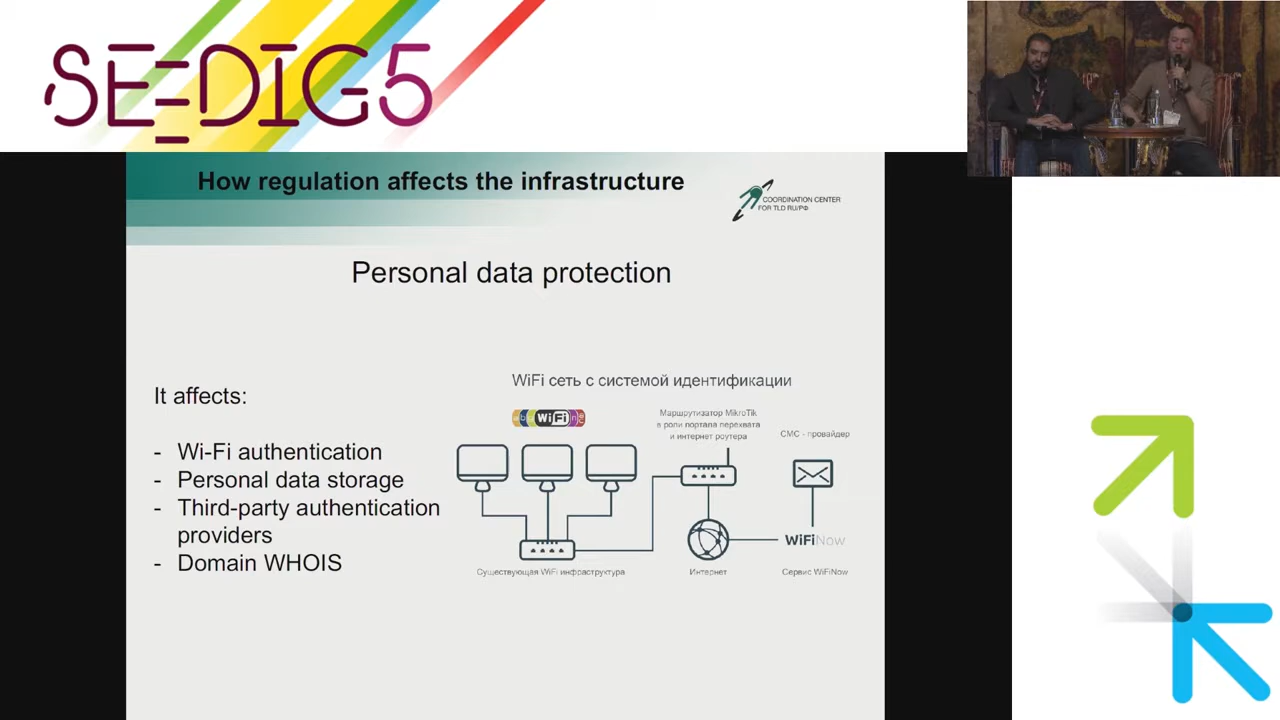 SEEDIG5
How regulation affects the infrastructure
COORDINATION CENTER
FOR TLD RU/РФ
Personal data protection
It affects:
- Wi-Fi authentication
- Personal data storage
- Third-party authentication
providers
- Domain WHOIS
WiFi сеть с системой идентификации
WiFi
Маршрутизатор MikroTik
в роли портала перехвата
и интернет роутера
СМС - провайдер
WiFiNow
Существующая WiFi инфраструктура
Интернет
Сервис WiFiNow